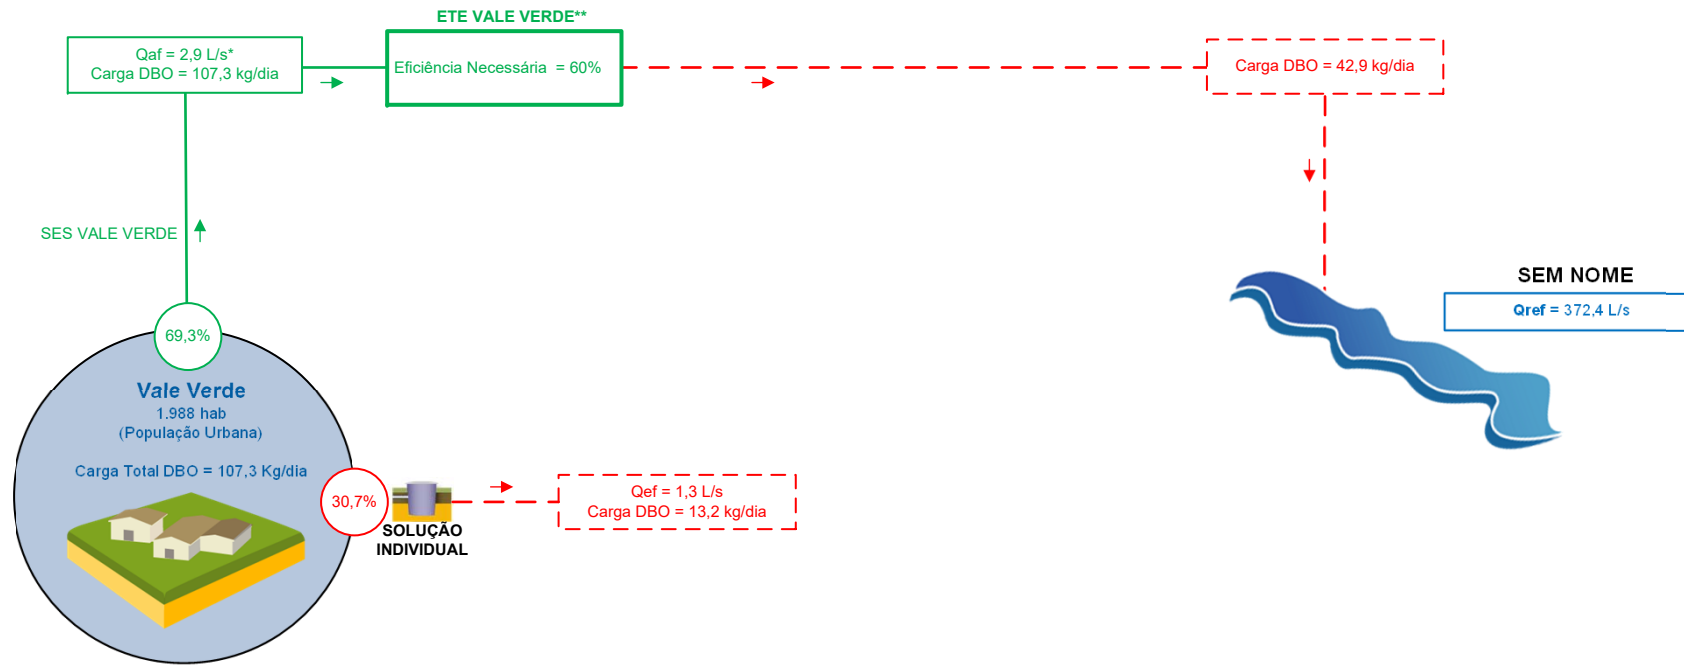 ETE VALE VERDE**
Qaf = 2,9 L/s*
Carga DBO = 107,3 kg/dia
Eficiência Necessária = 60%
Carga DBO = 42,9 kg/dia
SES VALE VERDE
SEM NOME
Qref = 372,4 L/s
69,3%
Vale Verde
1.988 hab
(População Urbana)
Carga Total DBO = 107,3 Kg/dia
30,7%
SOLUÇÃO
INDIVIDUAL
Qef = 1,3 L/s
Carga DBO = 13,2 kg/dia